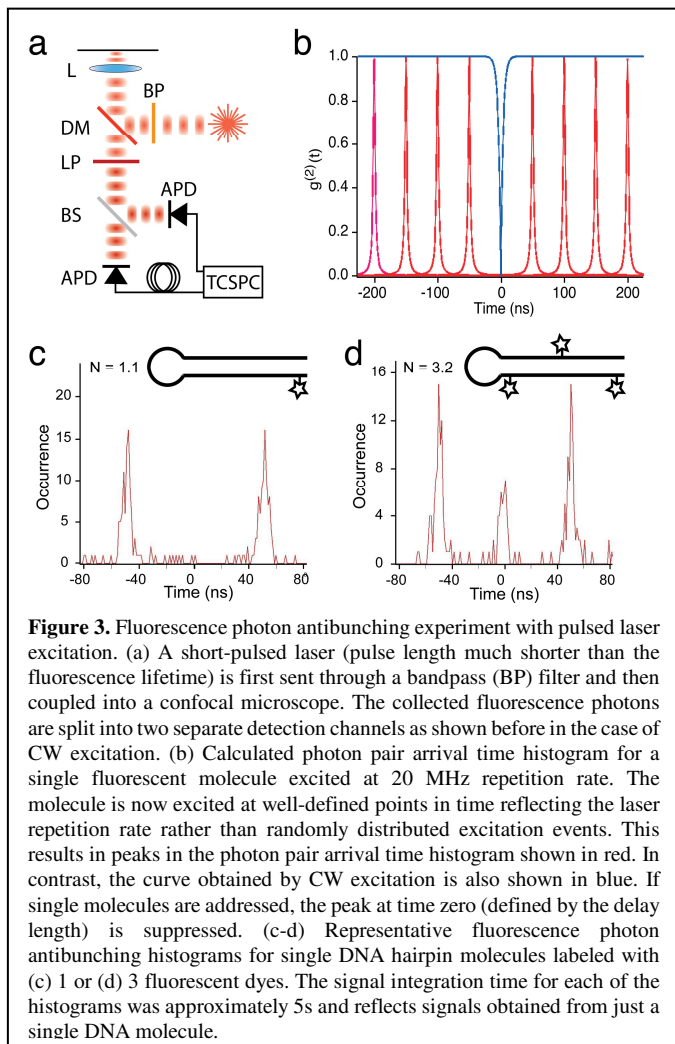 a
L
BP
DM
LP
APD
BS
APD
TCSPC
b
1.0
0.8
0.6
0.4
0.2
0.0
g(2)(t)
-200
-100
0
100
200
Time (ns)
c
N = 1.1
20
15
10
5
0
Occurrence
-80
-40
0
40
80
Time (ns)
d
N = 3.2
16
12
8
4
0
Occurrence
-80
-40
0
40
80
Time (ns)
Figure 3. Fluorescence photon antibunching experiment with pulsed laser
excitation. (a) A short-pulsed laser (pulse length much shorter than the
fluorescence lifetime) is first sent through a bandpass (BP) filter and then
coupled into a confocal microscope. The collected fluorescence photons
are split into two separate detection channels as shown before in the case of
CW excitation. (b) Calculated photon pair arrival time histogram for a
single fluorescent molecule excited at 20 MHz repetition rate. The
molecule is now excited at well-defined points in time reflecting the laser
repetition rate rather than randomly distributed excitation events. This
results in peaks in the photon pair arrival time histogram shown in red. In
contrast, the curve obtained by CW excitation is also shown in blue. If
single molecules are addressed, the peak at time zero (defined by the delay
length) is suppressed. (c-d) Representative fluorescence photon
antibunching histograms for single DNA hairpin molecules labeled with
(c) 1 or (d) 3 fluorescent dyes. The signal integration time for each of the
histograms was approximately 5s and reflects signals obtained from just a
single DNA molecule.